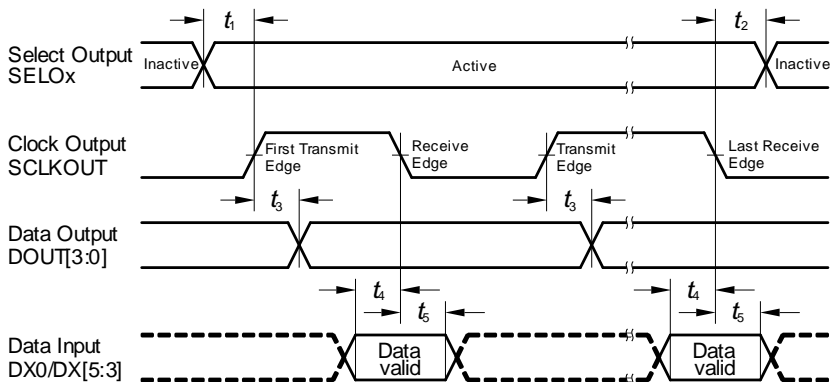 t1
t2
Select Output
SELOx
Inactive
Active
Inactive
Clock Output
SCLKOUT
First Transmit
Edge
Receive
Edge
Transmit
Edge
Last Receive
Edge
t3
t3
Data Output
DOUT[3:0]
t4
t5
t4
t5
Data Input
DX0/DX[5:3]
Data
valid
Data
valid